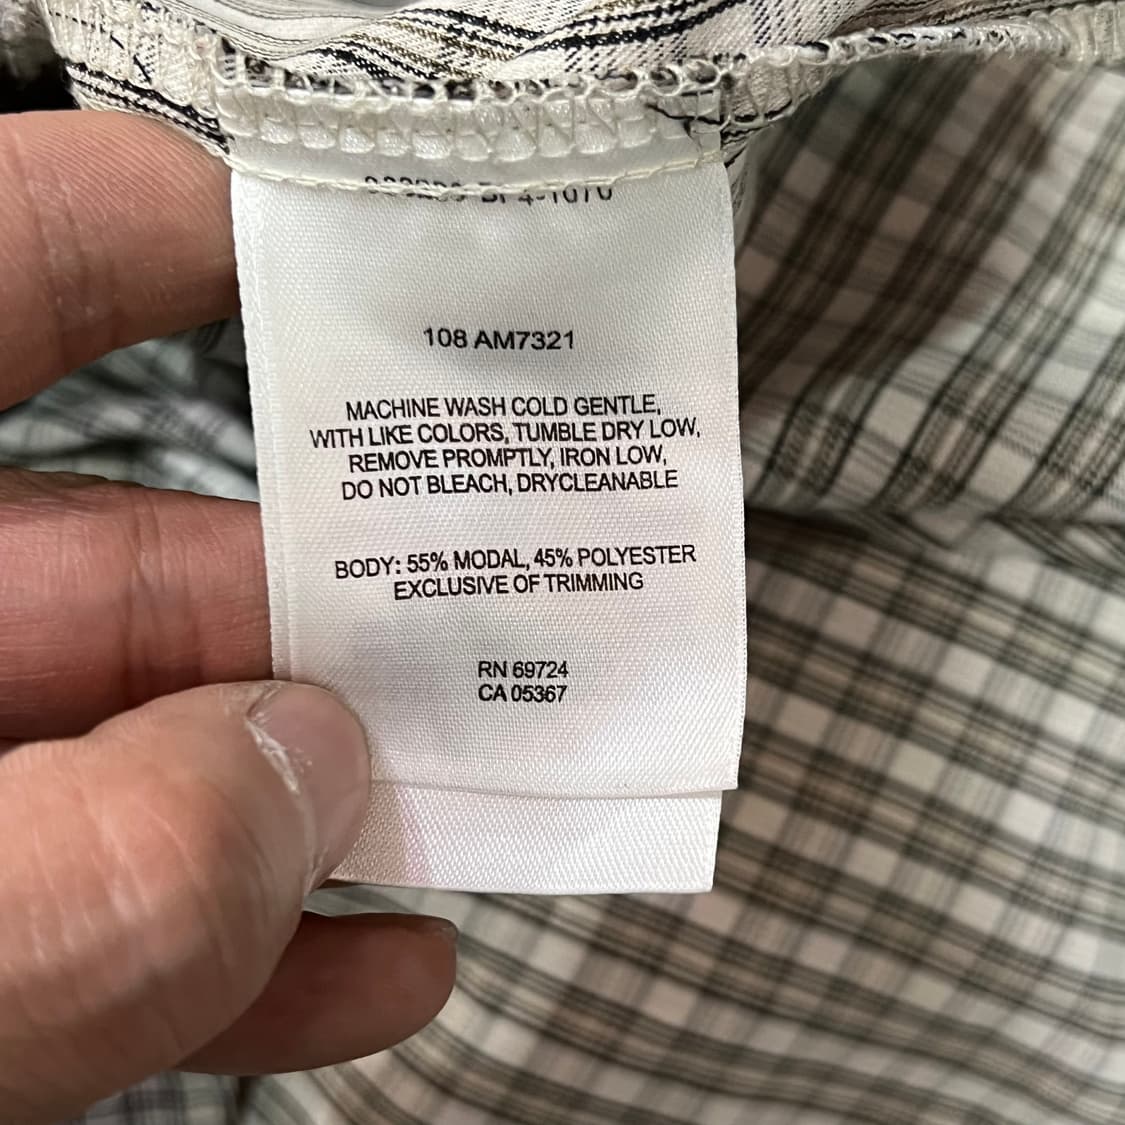 108 AM7321
MACHINE WASH COLD GENTLE,
WITH LIKE COLORS, TUMBLE DRY LOW,
REMOVE PROMPTLY, IRON LOW,
DO NOT BLEACH, DRYCLEANABLE
BODY: 55% MODAL, 45% POLYESTER
EXCLUSIVE OF TRIMMING
RN 69724
CA 05367